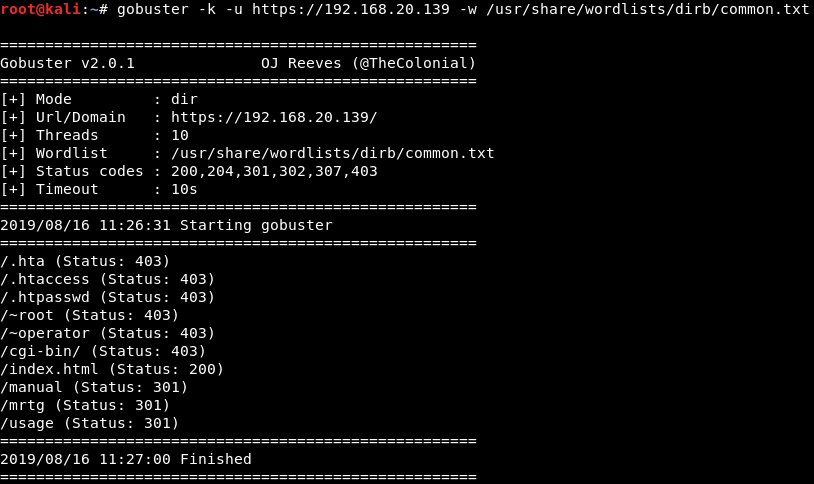 root@kali:~# gobuster -k -u https://192.168.20.139 -w /usr/share/wordlists/dirb/common.txt
=====================================================
Gobuster v2.0.1              OJ Reeves (@TheColonial)
=====================================================
[+] Mode         : dir
[+] Url/Domain   : https://192.168.20.139/
[+] Threads      : 10
[+] Wordlist     : /usr/share/wordlists/dirb/common.txt
[+] Status codes : 200,204,301,302,307,403
[+] Timeout      : 10s
=====================================================
2019/08/16 11:26:31 Starting gobuster
=====================================================
/.hta (Status: 403)
/.htaccess (Status: 403)
/.htpasswd (Status: 403)
/~root (Status: 403)
/~operator (Status: 403)
/cgi-bin/ (Status: 403)
/index.html (Status: 200)
/manual (Status: 301)
/mrtg (Status: 301)
/usage (Status: 301)
=====================================================
2019/08/16 11:27:00 Finished
=====================================================